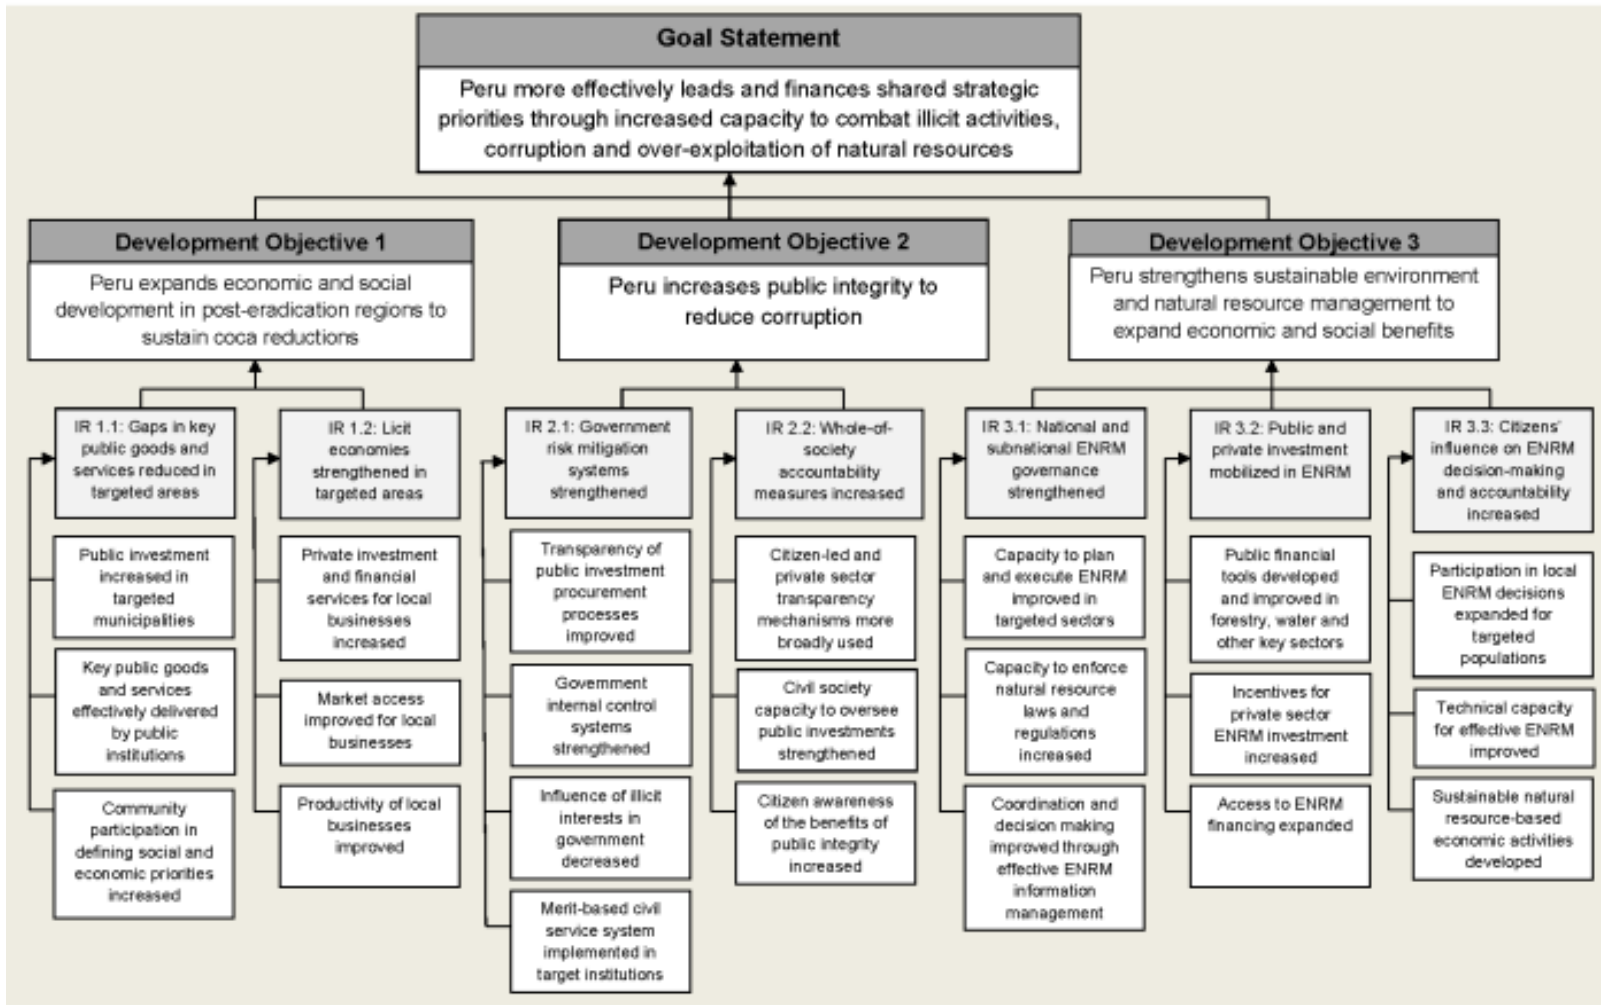 Goal Statement
Peru more effectively leads and finances shared strategic
priorities through increased capacity to combat illicit activities,
corruption and over-exploitation of natural resources
Development Objective 1
Peru expands economic and social
development in post-eradication regions to
sustain coca reductions
Development Objective 2
Peru increases public integrity to
reduce corruption
Development Objective 3
Peru strengthens sustainable environment
and natural resource management to
expand economic and social benefits
IR 1.1: Gaps in key
public goods and
services reduced in
targeted areas
Public investment
increased in
targeted
municipalities
Key public goods
and services
effectively delivered
by public
institutions
Community
participation in
defining social and
economic priorities
increased
IR 1.2: Licit
economies
strengthened in
targeted areas
Private investment
and financial
services for local
businesses
increased
Market access
improved for local
businesses
Productivity of local
businesses
improved
IR 2.1: Government
risk mitigation
systems
strengthened
Transparency of
public investment
procurement
processes
improved
Government
internal control
systems
strengthened
Influence of illicit
interests in
government
decreased
Merit-based civil
service system
implemented in
target institutions
IR 2.2: Whole-of-
society
accountability
measures increased
Citizen-led and
private sector
transparency
mechanisms more
broadly used
Civil society
capacity to oversee
public investments
strengthened
Citizen awareness
of the benefits of
public integrity
increased
IR 3.1: National and
subnational ENRM
governance
strengthened
Capacity to plan
and execute ENRM
improved in
targeted sectors
Capacity to enforce
natural resource
laws and
regulations
increased
Coordination and
decision making
improved through
effective ENRM
information
management
IR 3.2: Public and
private investment
mobilized in ENRM
Public financial
tools developed
and improved in
forestry, water and
other key sectors
Incentives for
private sector
ENRM investment
increased
Access to ENRM
financing expanded
IR 3.3: Citizens'
influence on ENRM
decision-making
and accountability
increased
Participation in local
ENRM decisions
expanded for
targeted
populations
Technical capacity
for effective ENRM
improved
Sustainable natural
resource-based
economic activities
developed